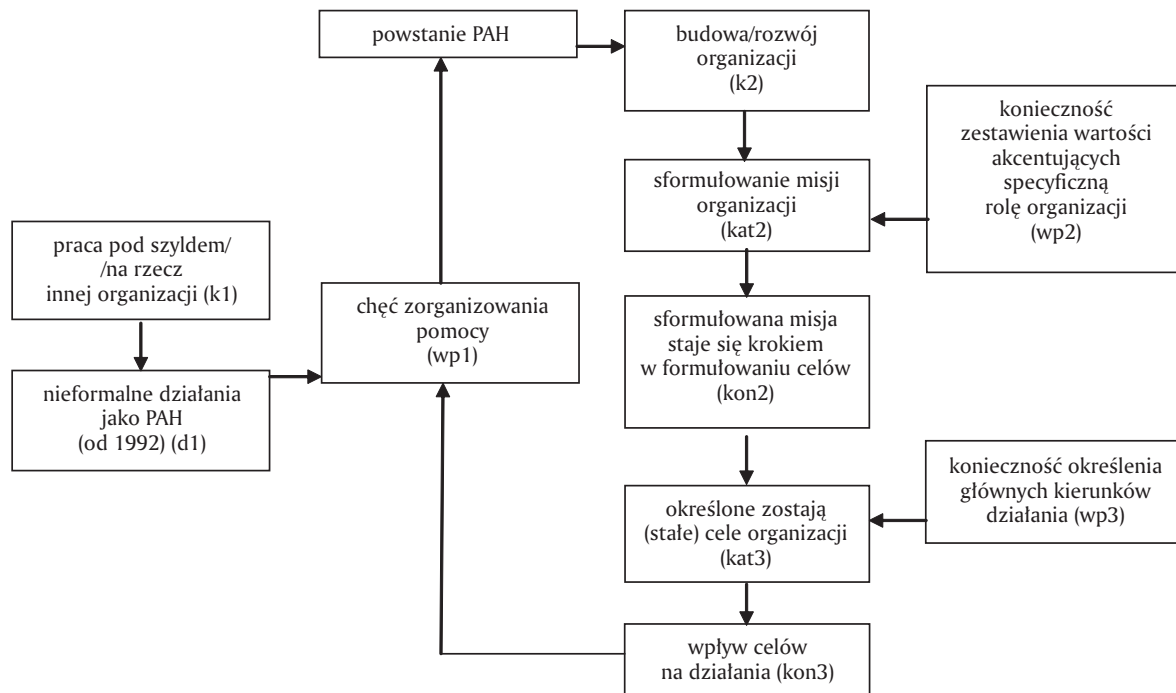 powstanie PAH
budowa/rozwój
organizacji
(k2)
konieczność
zestawienia wartości
akcentujących
specyficzną
rolę organizacji
(wp2)
sformułowanie misji
organizacji
(kat2)
praca pod szyldem/
/na rzecz
innej organizacji (k1)
chęć zorganizowania
pomocy
(wp1)
sformułowana misja
staje się krokiem
w formułowaniu celów
(kon2)
nieformalne działania
jako PAH
(od 1992) (d1)
konieczność określenia
głównych kierunków
działania (wp3)
określone zostają
(stałe) cele organizacji
(kat3)
wpływ celów
na działania (kon3)